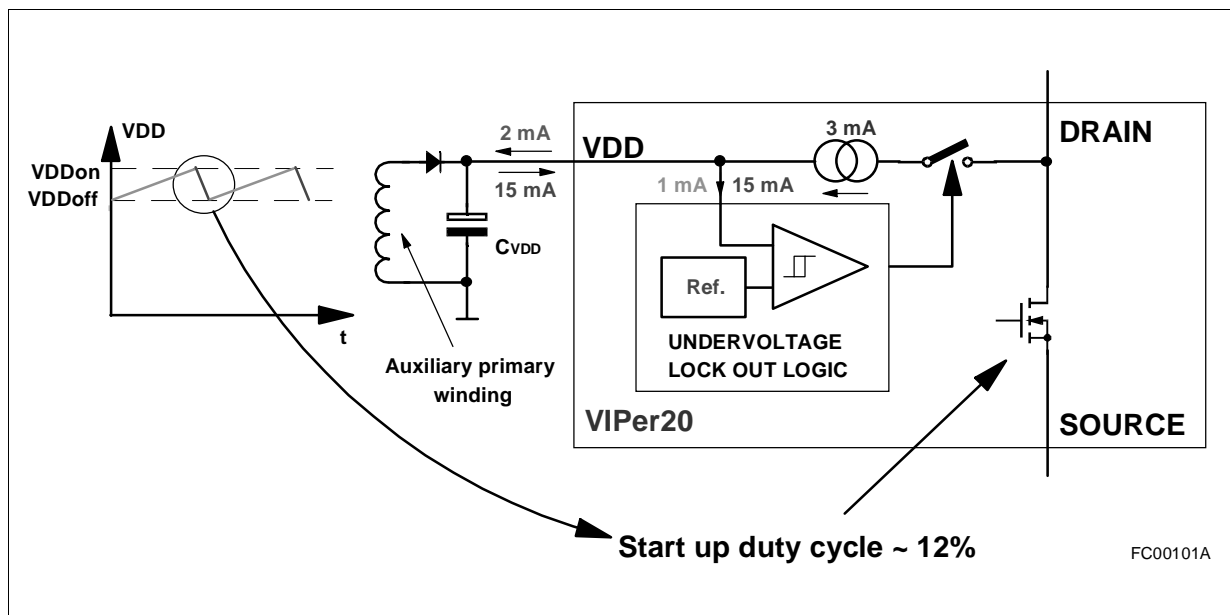 VDD
VDDon
VDDoff
t
2 mA
15 mA
CVDD
Auxiliary primary
winding
VDD
3 mA
DRAIN
1 mA 15 mA
Ref.
UNDERVOLTAGE
LOCK OUT LOGIC
VIPer20
SOURCE
Start up duty cycle ~ 12%
FC00101A